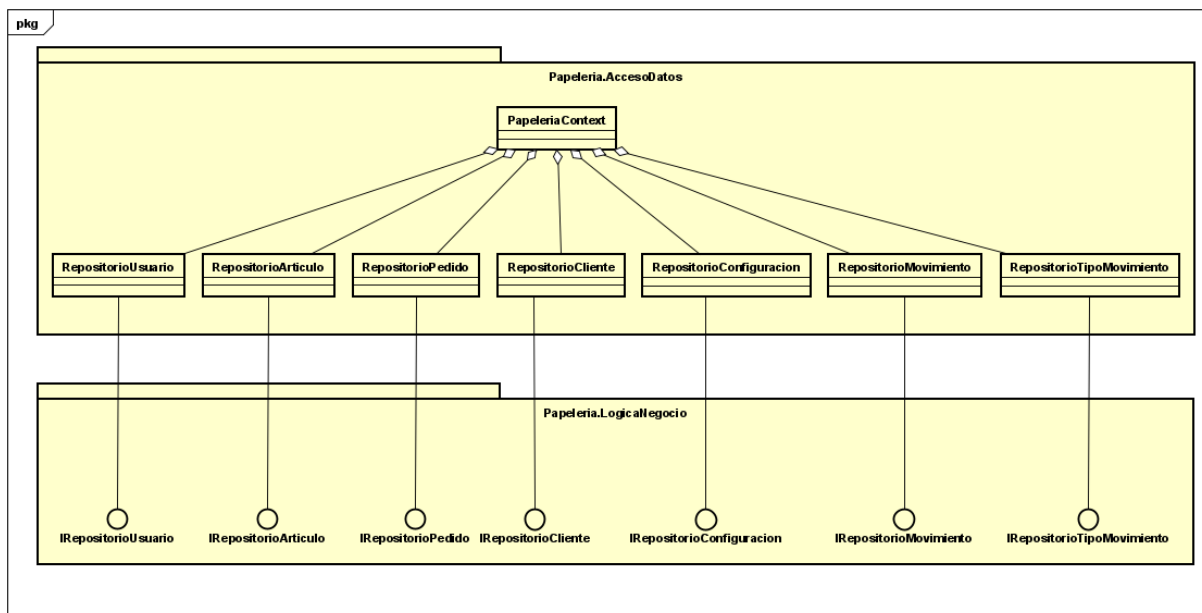 pkg
Papeleria.AccesoDatos
PapeleriaContext
RepositorioUsuario
RepositorioArticulo
RepositorioPedido
RepositorioCliente
RepositorioConfiguracion
RepositorioMovimiento
RepositorioTipoMovimiento
Papeleria.LogicaNegocio
IRepositorioUsuario
IRepositorioArticulo
IRepositorioPedido
IRepositorioCliente
IRepositorioConfiguracion
IRepositorioMovimiento
IRepositorioTipoMovimiento